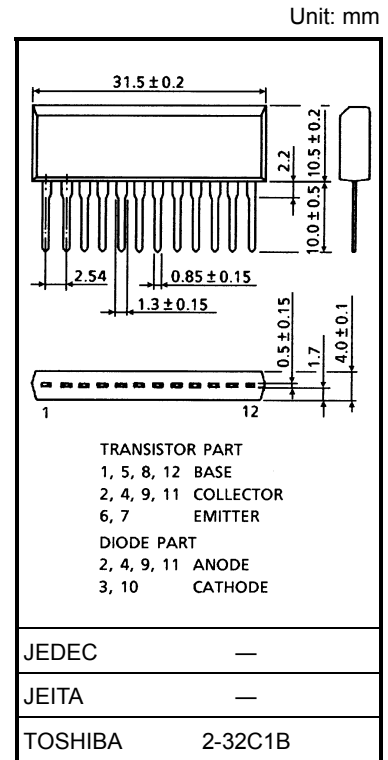 Unit: mm
31.5 ± 0.2
2.2
10.5 ± 0.2
10.0 ± 0.5
2.54
0.85 ± 0.15
1.3 ± 0.15
0.5 ± 0.15
1.7
4.0 ± 0.1
1
12
TRANSISTOR PART
1, 5, 8, 12 BASE
2, 4, 9, 11 COLLECTOR
6, 7 EMITTER
DIODE PART
2, 4, 9, 11 ANODE
3, 10 CATHODE
JEDEC —
JEITA —
TOSHIBA 2-32C1B